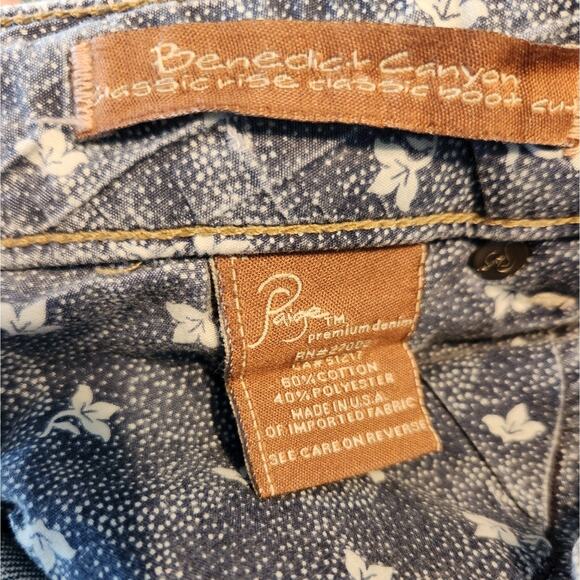 Benedict Canyon
classic rise classic boot cut
Paige TM
premium denim
RN#
60% COTTON
40% POLYESTER
MADE IN U.S.A.
OF IMPORTED FABRIC
SEE CARE ON REVERSE